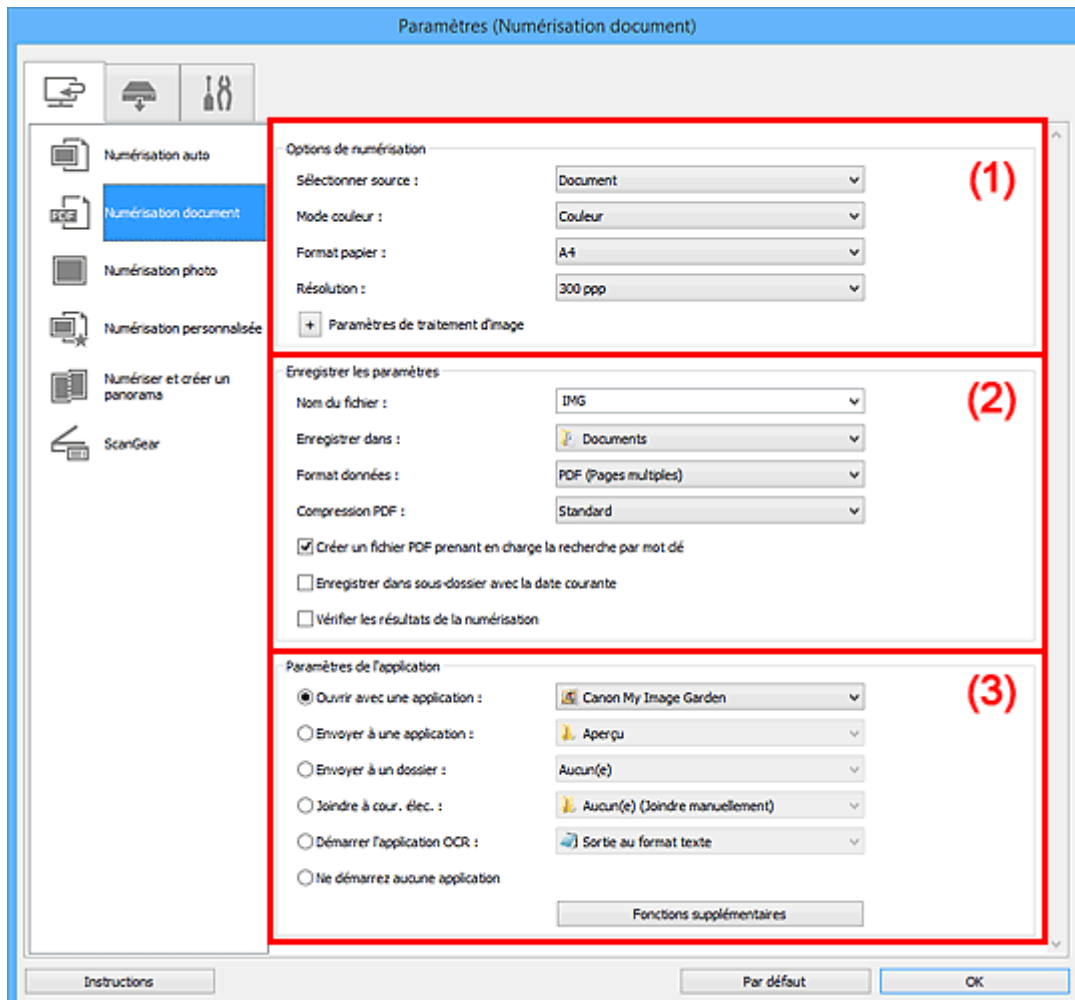 Paramètres (Numérisation document)
Numérisation auto
PDF
Numérisation document
Numérisation photo
Numérisation personnalisée
Numériser et créer un
panorama
ScanGear
(1)
Options de numérisation
Sélectionner source : Document
Mode couleur : Couleur
Format papier : A4
Résolution : 300 ppp
+ Paramètres de traitement d'image
(2)
Enregistrer les paramètres
Nom du fichier : IMG
Enregistrer dans : Documents
Format données : PDF (Pages multiples)
Compression PDF : Standard
Créer un fichier PDF prenant en charge la recherche par mot clé
Enregistrer dans sous-dossier avec la date courante
Vérifier les résultats de la numérisation
(3)
Paramètres de l'application
Ouvrir avec une application : Canon My Image Garden
Envoyer à une application : Aperçu
Envoyer à un dossier : Aucun(e)
Joindre à cour. élec. : Aucun(e) (Joindre manuellement)
Démarrer l'application OCR : Sortie au format texte
Ne démarrez aucune application
Fonctions supplémentaires
Instructions
Par défaut
OK